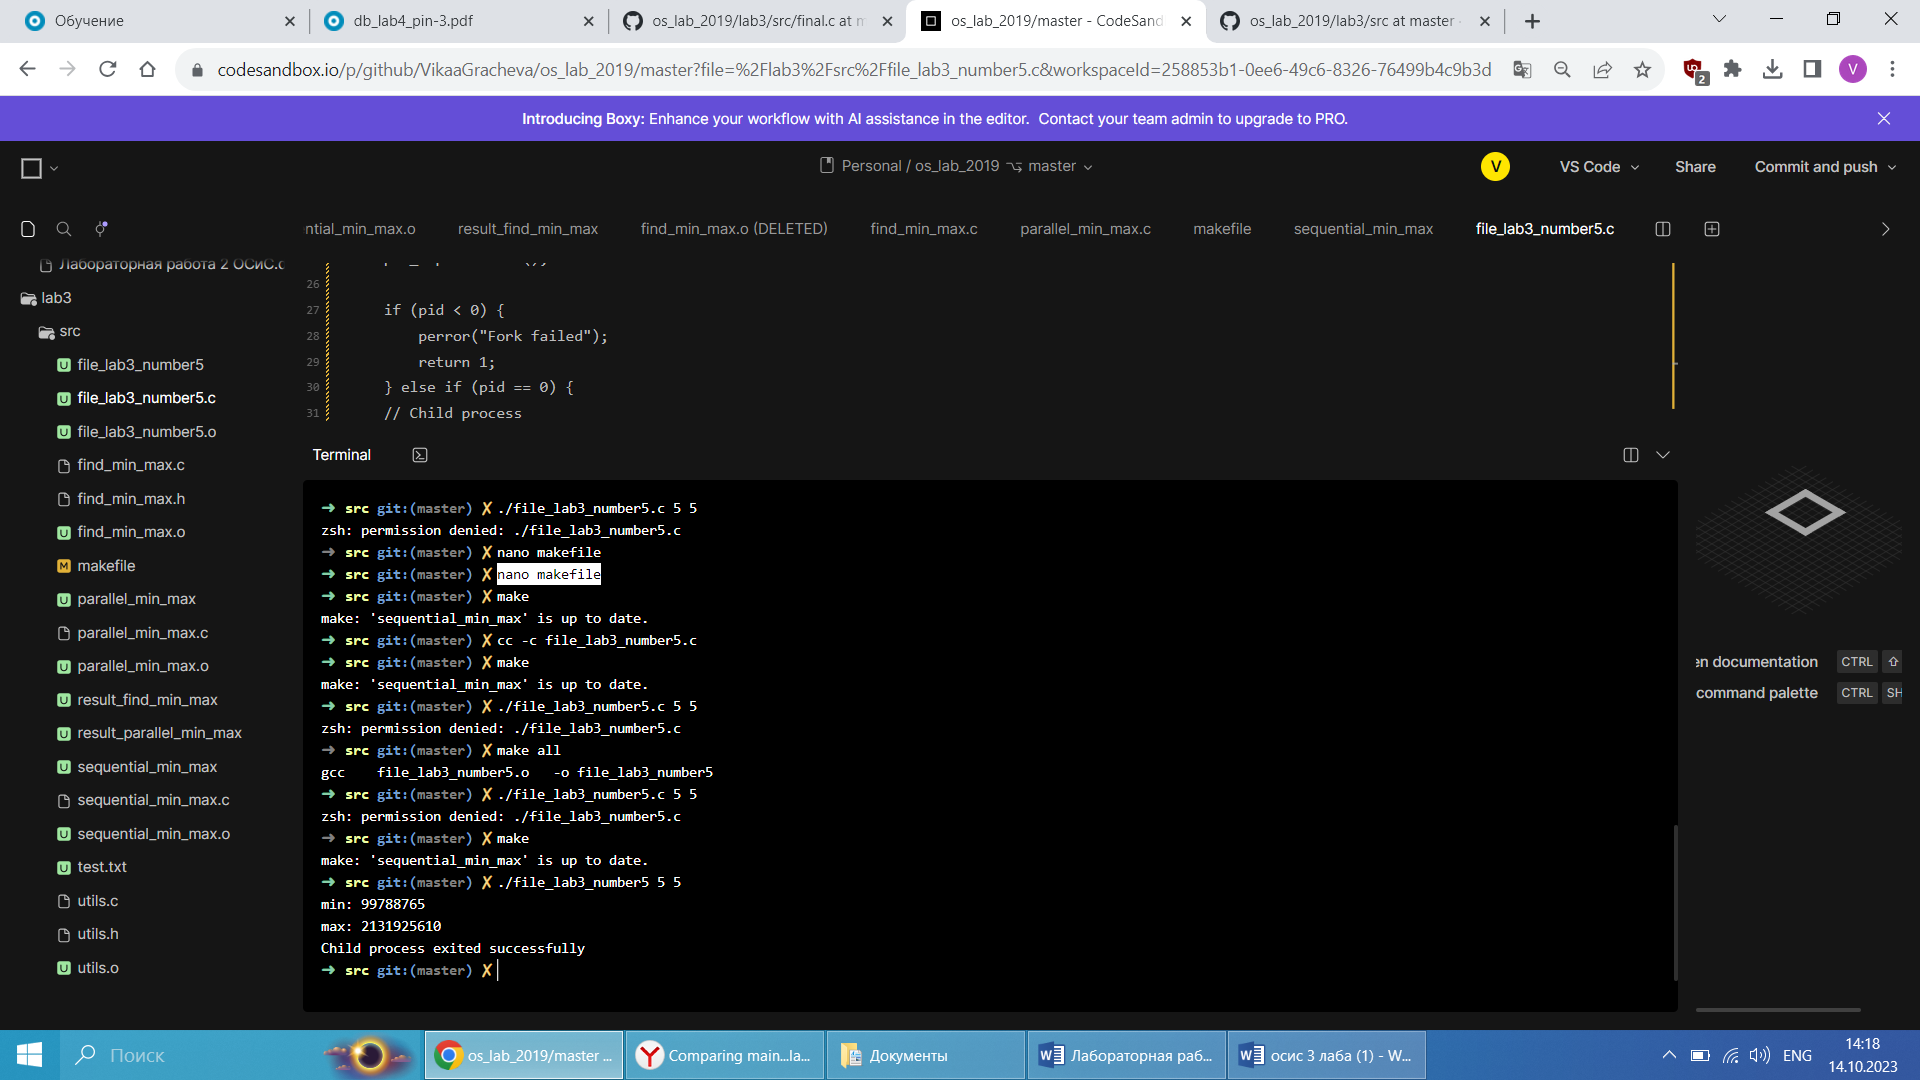 Обучение
db_lab4_pin-3.pdf
os_lab_2019/lab3/src/final.c at m
os_lab_2019/master - CodeSand
os_lab_2019/lab3/src at master
codesandbox.io/p/github/VikaaGracheva/os_lab_2019/master?file=%2Flab3%2Fsrc%2Ffile_lab3_number5.c&workspaceId=258853b1-0ee6-49c6-8326-76499b4c9b3d
2
V
Introducing Boxy: Enhance your workflow with AI assistance in the editor. Contact your team admin to upgrade to PRO.
Personal / os_lab_2019 master
V
VS Code
Share
Commit and push
ntial_min_max.o
result_find_min_max
find_min_max.o (DELETED)
find_min_max.c
parallel_min_max.c
makefile
sequential_min_max
file_lab3_number5.c
Лабораторная работа 2 ОСиС.
lab3
src
file_lab3_number5
file_lab3_number5.c
file_lab3_number5.o
find_min_max.c
find_min_max.h
find_min_max.o
makefile
parallel_min_max
parallel_min_max.c
parallel_min_max.o
result_find_min_max
result_parallel_min_max
sequential_min_max
sequential_min_max.c
sequential_min_max.o
test.txt
utils.c
utils.h
utils.o
26
27 if (pid < 0) {
28 perror("Fork failed");
29 return 1;
30 } else if (pid == 0) {
31 // Child process
Terminal
➜ src git:(master) ✗ ./file_lab3_number5.c 5 5
zsh: permission denied: ./file_lab3_number5.c
➜ src git:(master) ✗ nano makefile
➜ src git:(master) ✗ nano makefile
➜ src git:(master) ✗ make
make: 'sequential_min_max' is up to date.
➜ src git:(master) ✗ cc -c file_lab3_number5.c
➜ src git:(master) ✗ make
make: 'sequential_min_max' is up to date.
➜ src git:(master) ✗ ./file_lab3_number5.c 5 5
zsh: permission denied: ./file_lab3_number5.c
➜ src git:(master) ✗ make all
gcc file_lab3_number5.o -o file_lab3_number5
➜ src git:(master) ✗ ./file_lab3_number5.c 5 5
zsh: permission denied: ./file_lab3_number5.c
➜ src git:(master) ✗ make
make: 'sequential_min_max' is up to date.
➜ src git:(master) ✗ ./file_lab3_number5 5 5
min: 99788765
max: 2131925610
Child process exited successfully
➜ src git:(master) ✗
en documentation CTRL ⇧
command palette CTRL SH
Поиск
os_lab_2019/master ...
Comparing main...la...
Документы
Лабораторная раб...
осис 3 лаба (1) - W...
ENG
14:18
14.10.2023